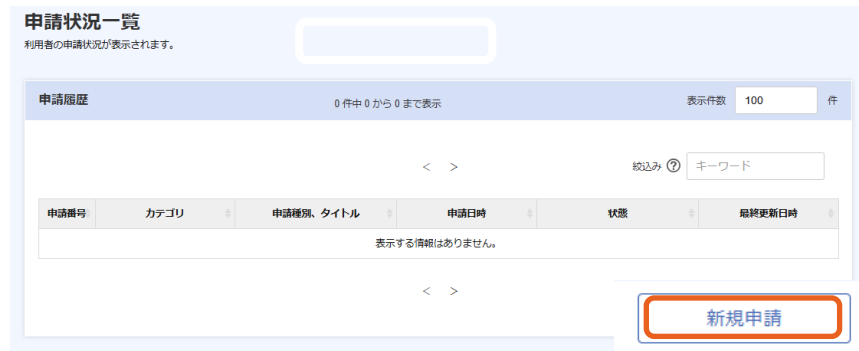 申請状況一覧
利用者の申請状況が表示されます。
申請履歴
0 件中 0 から 0 まで表示
表示件数 100 件
< >
絞込み ? キーワード
申請番号 カテゴリ 申請種別、タイトル 申請日時 状態 最終更新日時
表示する情報はありません。
< >
新規申請